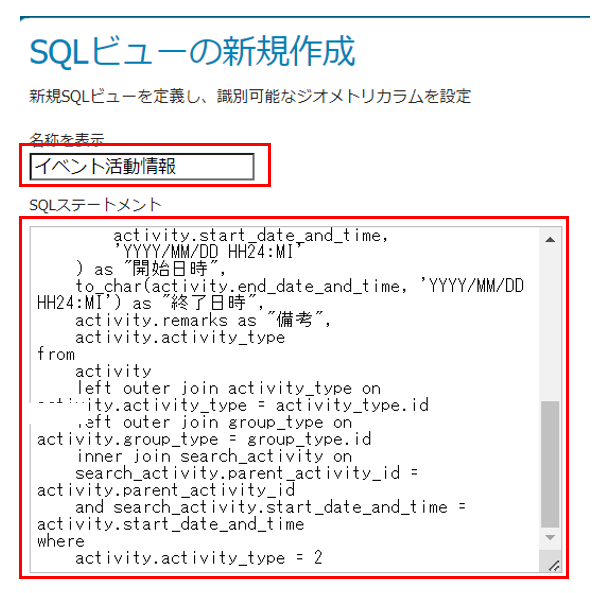 SQLビューの新規作成
新規SQLビューを定義し、識別可能なジオメトリカラムを設定
名称を表示
イベント活動情報
SQLステートメント
activity.start_date_and_time,
'YYYY/MM/DD HH24:MI'
) as "開始日時",
to_char(activity.end_date_and_time, 'YYYY/MM/DD
HH24:MI') as "終了日時",
activity.remarks as "備考",
activity.activity_type
from
activity
left outer join activity_type on
activity.activity_type = activity_type.id
left outer join group_type on
activity.group_type = group_type.id
inner join search_activity on
search_activity.parent_activity_id =
activity.parent_activity_id
and search_activity.start_date_and_time =
activity.start_date_and_time
where
activity.activity_type = 2